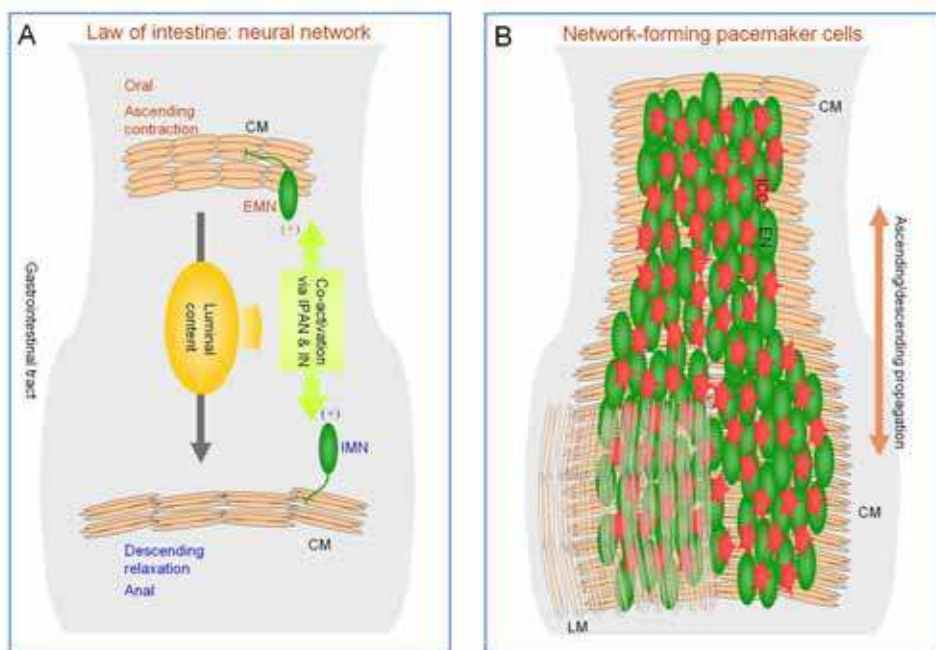 A
Law of intestine: neural network
Oral
Ascending
contraction
CM
EMN
(+)
Gastrointestinal tract
Luminal
content
Co-activation
via IPAN & IN
(+)
IMN
CM
Descending
relaxation
Anal
B
Network-forming pacemaker cells
CM
ICC
EN
Ascending/descending propagation
CM
LM